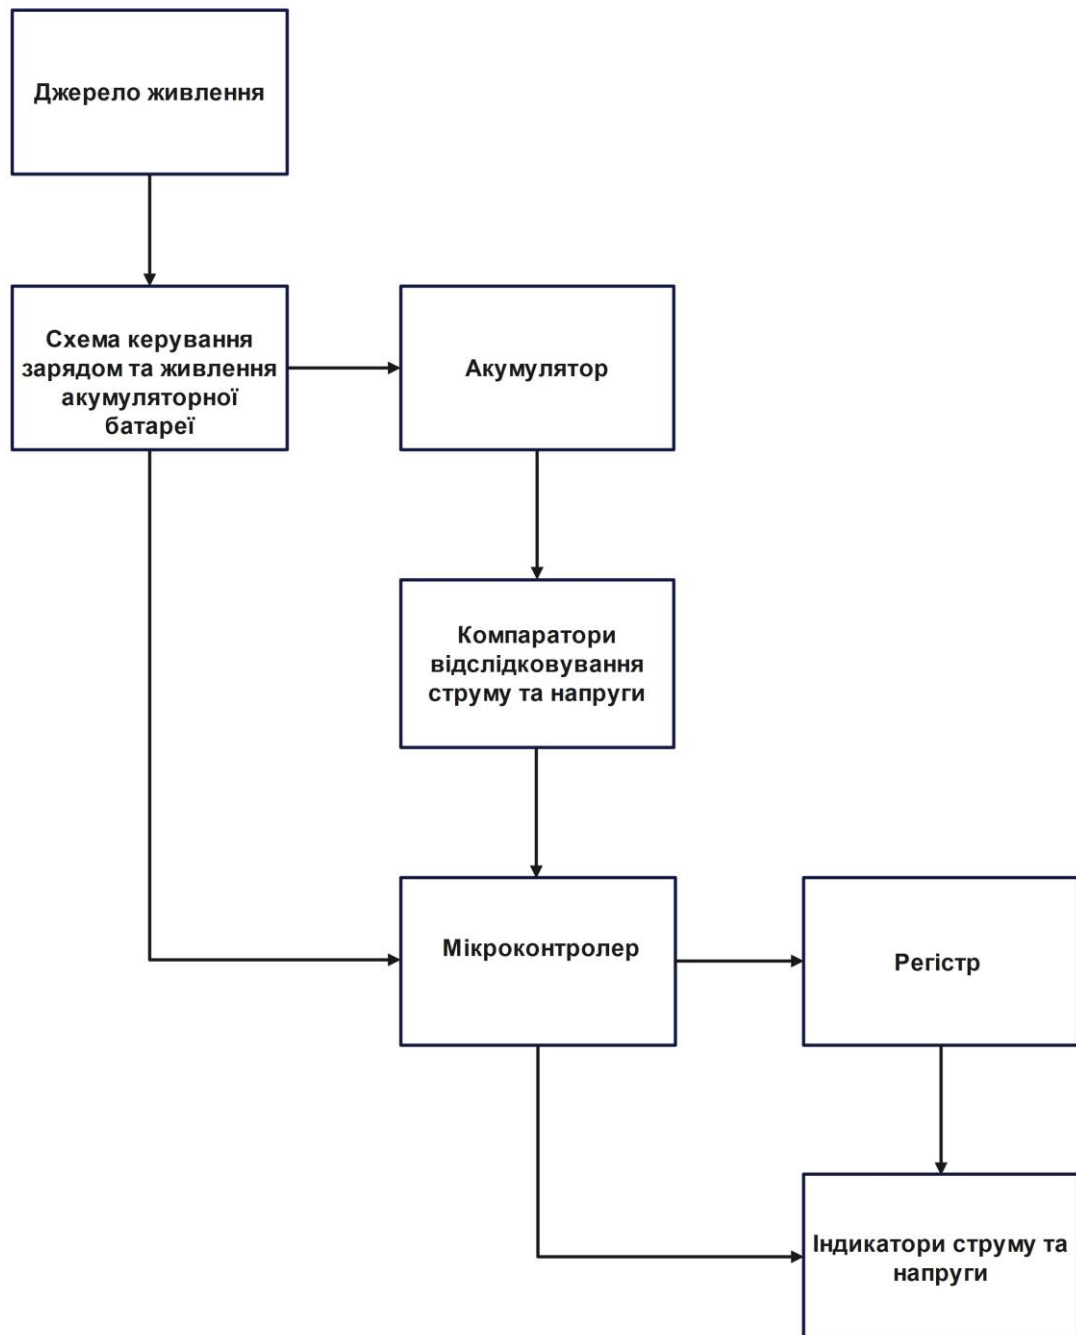 Джерело живлення
Схема керування
зарядом та живлення
акумуляторної
батареї
Акумулятор
Компаратори
відслідковування
струму та напруги
Мікроконтролер
Регістр
Індикатори струму та
напруги